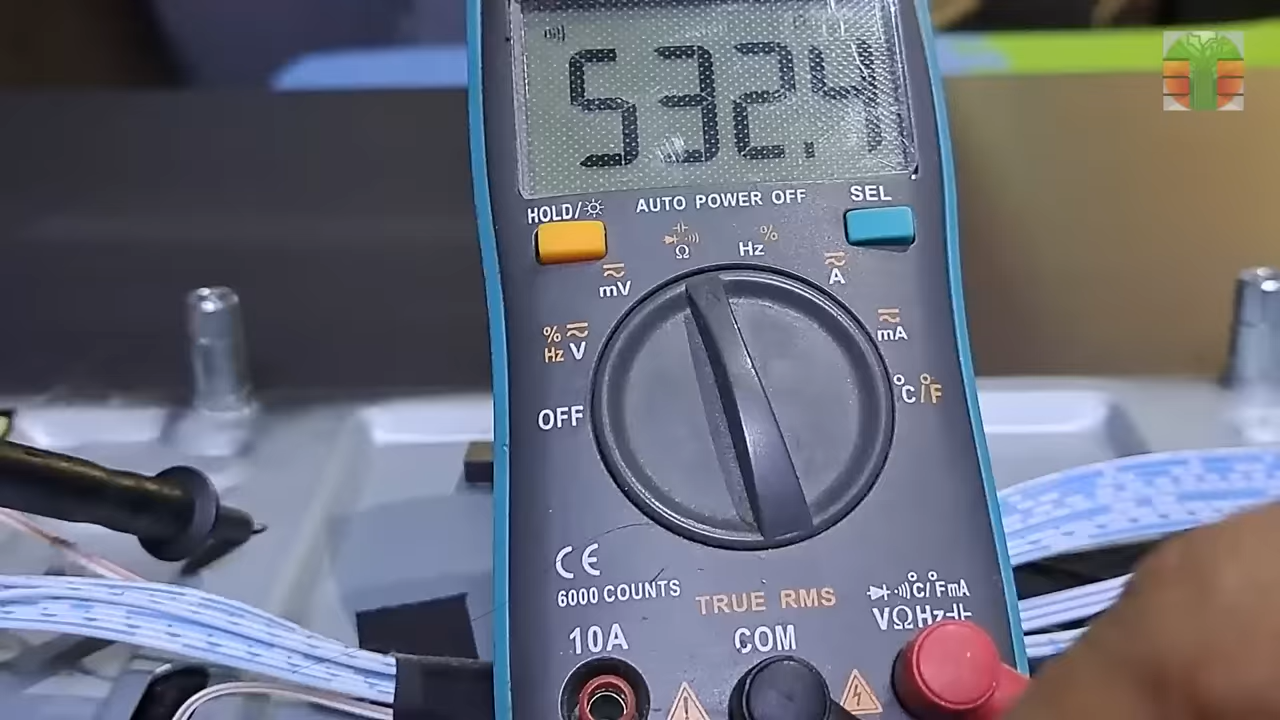 532.4
HOLD/
AUTO POWER OFF
SEL
Ω
Hz %
mV
A
% Hz V
mA
°C/°F
OFF
CE
6000 COUNTS
TRUE RMS
°C/°FmA
VΩHz
10A
COM